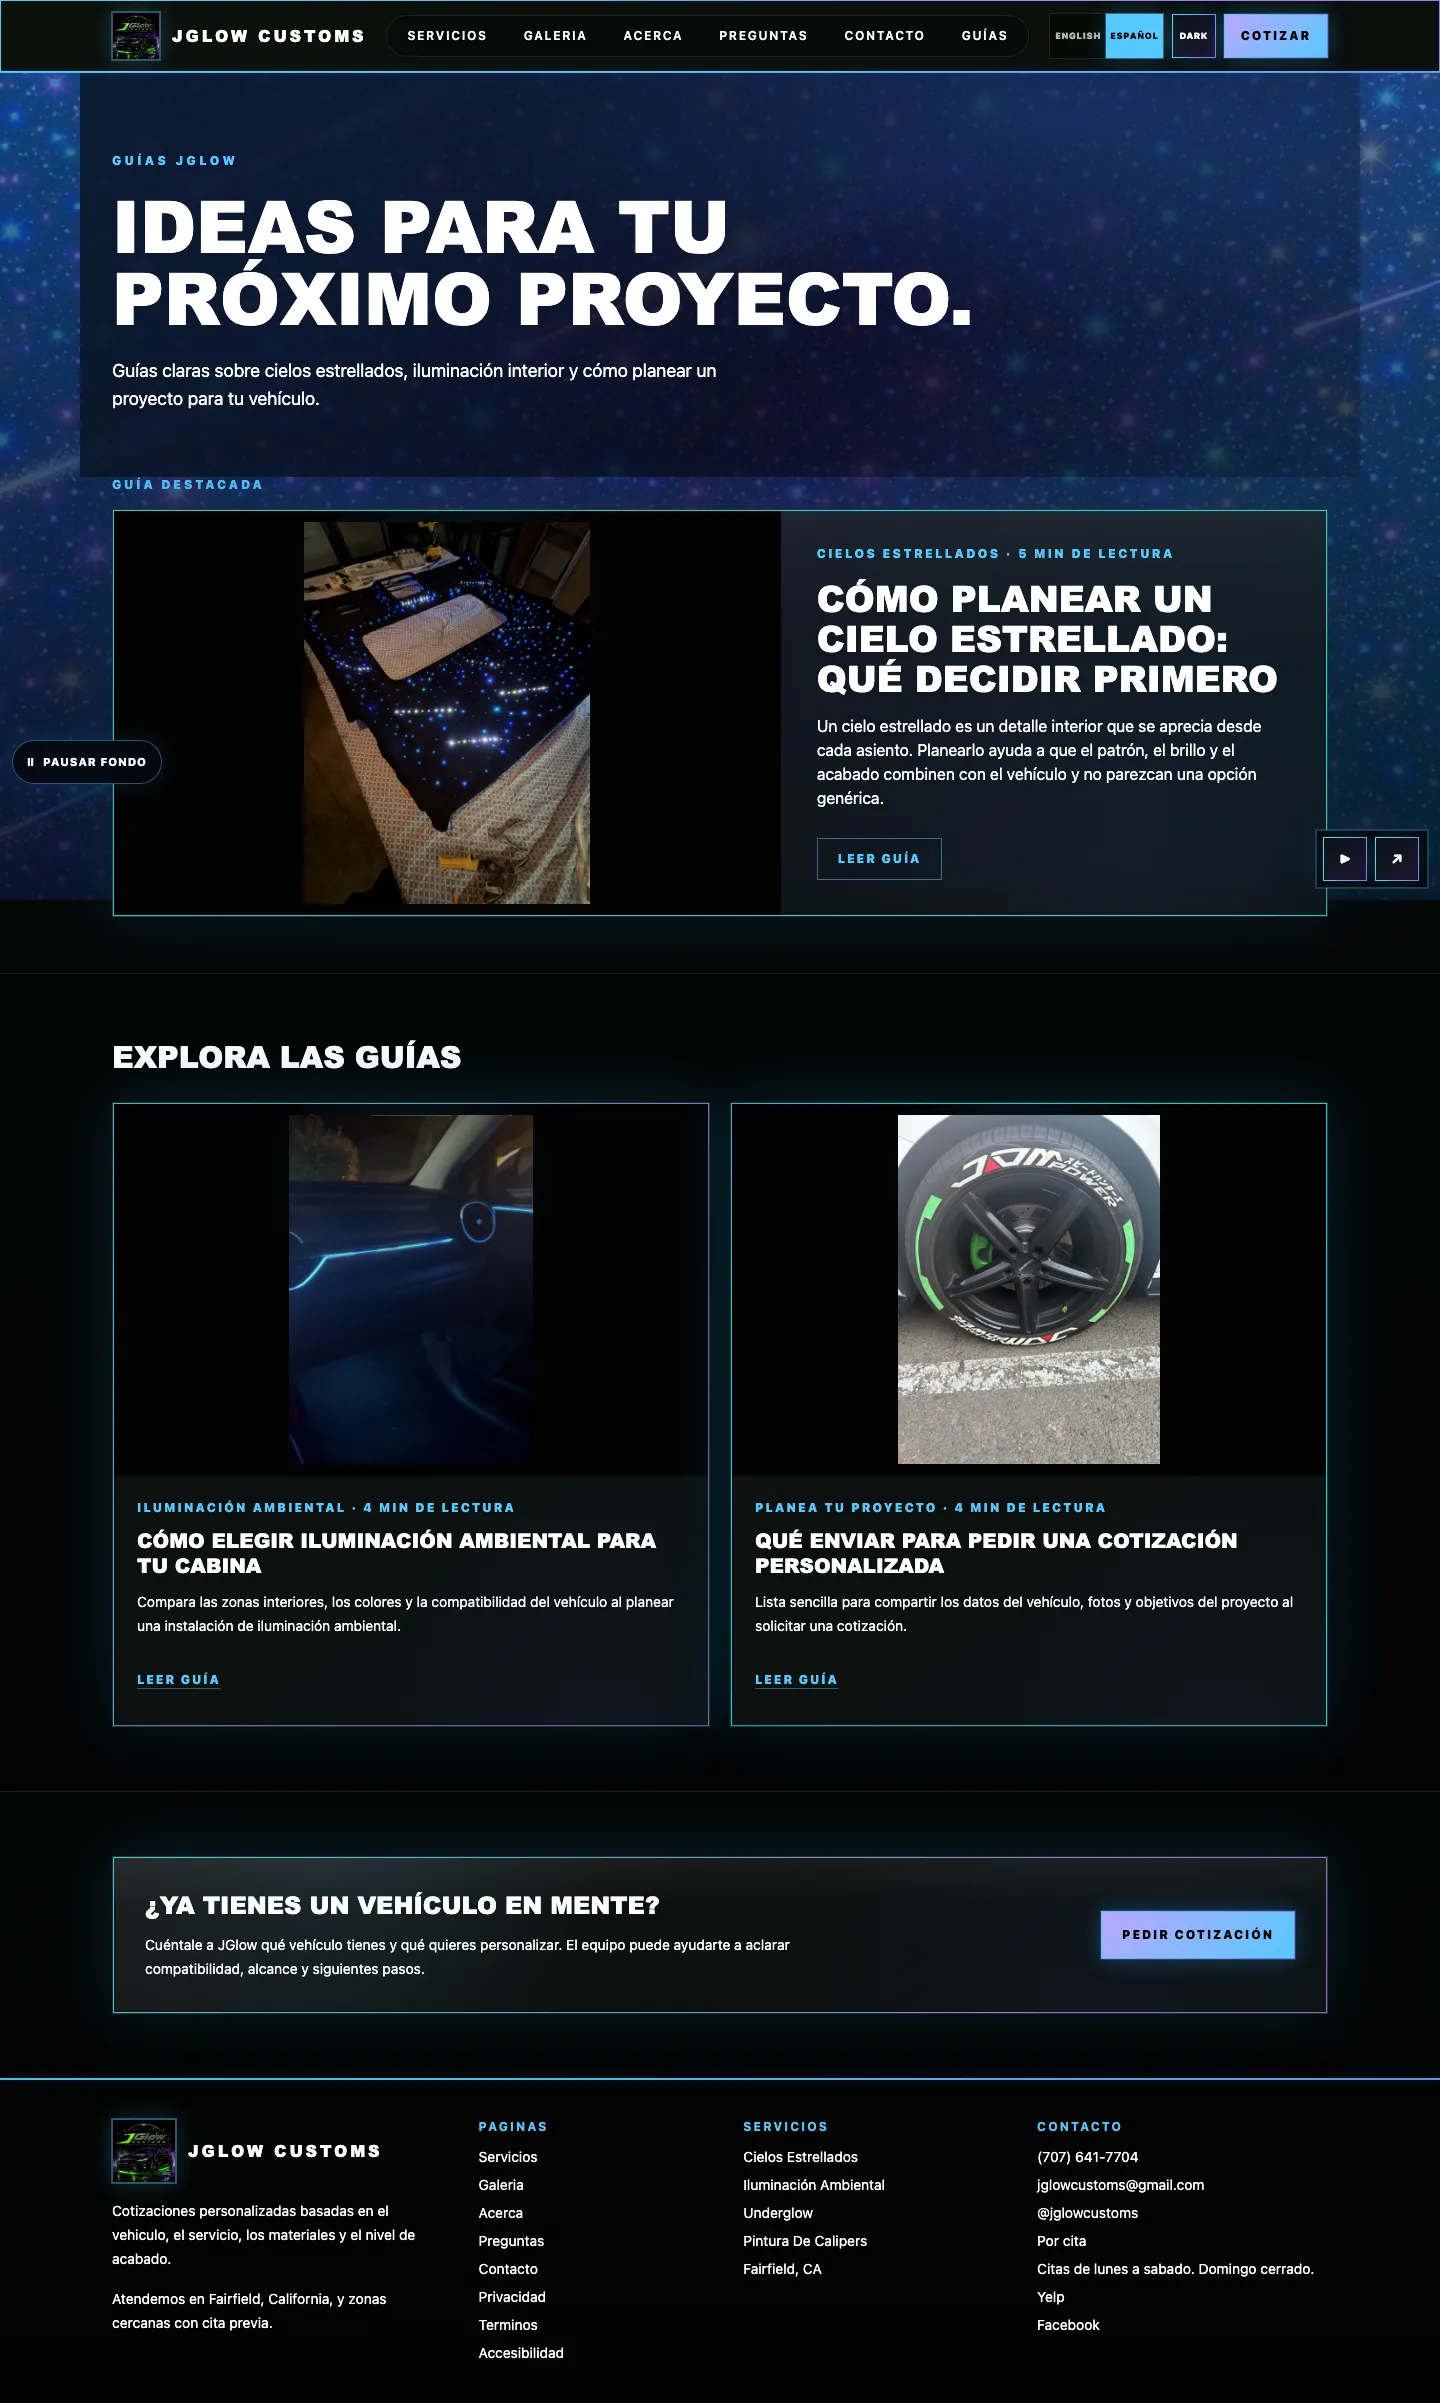 JGLOW CUSTOMS
SERVICIOS
GALERIA
ACERCA
PREGUNTAS
CONTACTO
GUÍAS
ENGLISH
ESPAÑOL
DARK
COTIZAR
GUÍAS JGLOW
IDEAS PARA TU
PRÓXIMO PROYECTO.
Guías claras sobre cielos estrellados, iluminación interior y cómo planear un
proyecto para tu vehículo.
GUÍA DESTACADA
CIELOS ESTRELLADOS · 5 MIN DE LECTURA
CÓMO PLANEAR UN
CIELO ESTRELLADO:
QUÉ DECIDIR PRIMERO
Un cielo estrellado es un detalle interior que se aprecia desde
cada asiento. Planearlo ayuda a que el patrón, el brillo y el
acabado combinen con el vehículo y no parezcan una opción
genérica.
LEER GUÍA
PAUSAR FONDO
EXPLORA LAS GUÍAS
JDM
POWER
ILUMINACIÓN AMBIENTAL · 4 MIN DE LECTURA
CÓMO ELEGIR ILUMINACIÓN AMBIENTAL PARA
TU CABINA
Compara las zonas interiores, los colores y la compatibilidad del vehículo al planear
una instalación de iluminación ambiental.
LEER GUÍA
PLANEA TU PROYECTO · 4 MIN DE LECTURA
QUÉ ENVIAR PARA PEDIR UNA COTIZACIÓN
PERSONALIZADA
Lista sencilla para compartir los datos del vehículo, fotos y objetivos del proyecto al
solicitar una cotización.
LEER GUÍA
¿YA TIENES UN VEHÍCULO EN MENTE?
Cuéntale a JGlow qué vehículo tienes y qué quieres personalizar. El equipo puede ayudarte a aclarar
compatibilidad, alcance y siguientes pasos.
PEDIR COTIZACIÓN
JGlow
JGLOW CUSTOMS
Cotizaciones personalizadas basadas en el
vehiculo, el servicio, los materiales y el nivel de
acabado.
Atendemos en Fairfield, California, y zonas
cercanas con cita previa.
PAGINAS
Servicios
Galeria
Acerca
Preguntas
Contacto
Privacidad
Terminos
Accesibilidad
SERVICIOS
Cielos Estrellados
Iluminación Ambiental
Underglow
Pintura De Calipers
Fairfield, CA
CONTACTO
(707) 641-7704
jglowcustoms@gmail.com
@jglowcustoms
Por cita
Citas de lunes a sabado. Domingo cerrado.
Yelp
Facebook